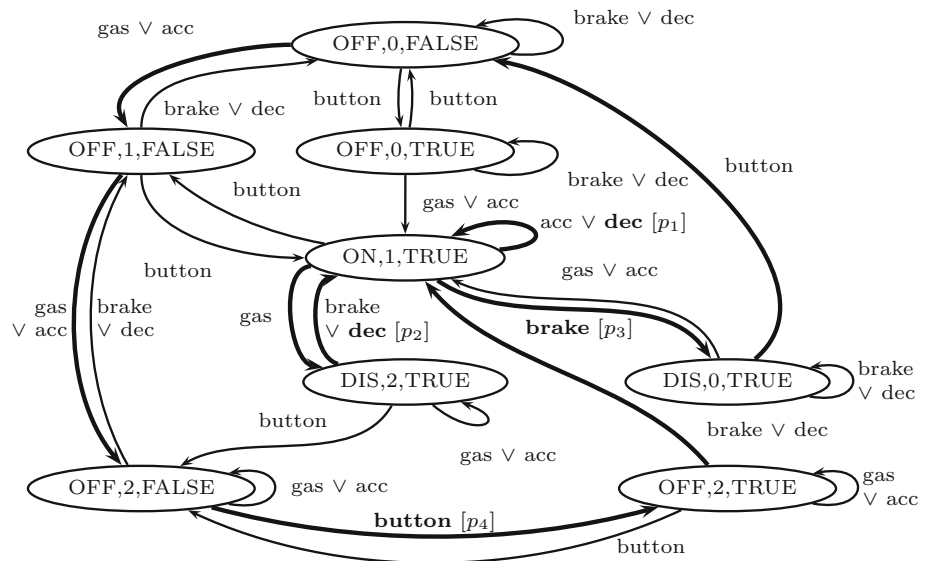 brake ∨ dec
gas ∨ acc
OFF,0,FALSE
button
button
brake ∨ dec
OFF,1,FALSE
OFF,0,TRUE
button
brake ∨ dec
button
gas ∨ acc
acc ∨ dec [p₁]
ON,1,TRUE
button
gas ∨ acc
gas
∨ acc
brake
∨ dec
gas
brake
∨ dec [p₂]
brake [p₃]
DIS,2,TRUE
DIS,0,TRUE
brake
∨ dec
button
brake ∨ dec
gas ∨ acc
OFF,2,FALSE
gas ∨ acc
OFF,2,TRUE
gas
∨ acc
button [p₄]
button